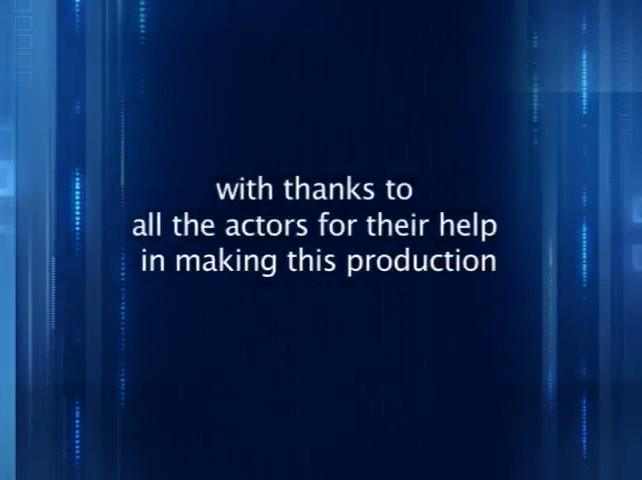 with thanks to
all the actors for their help
in making this production